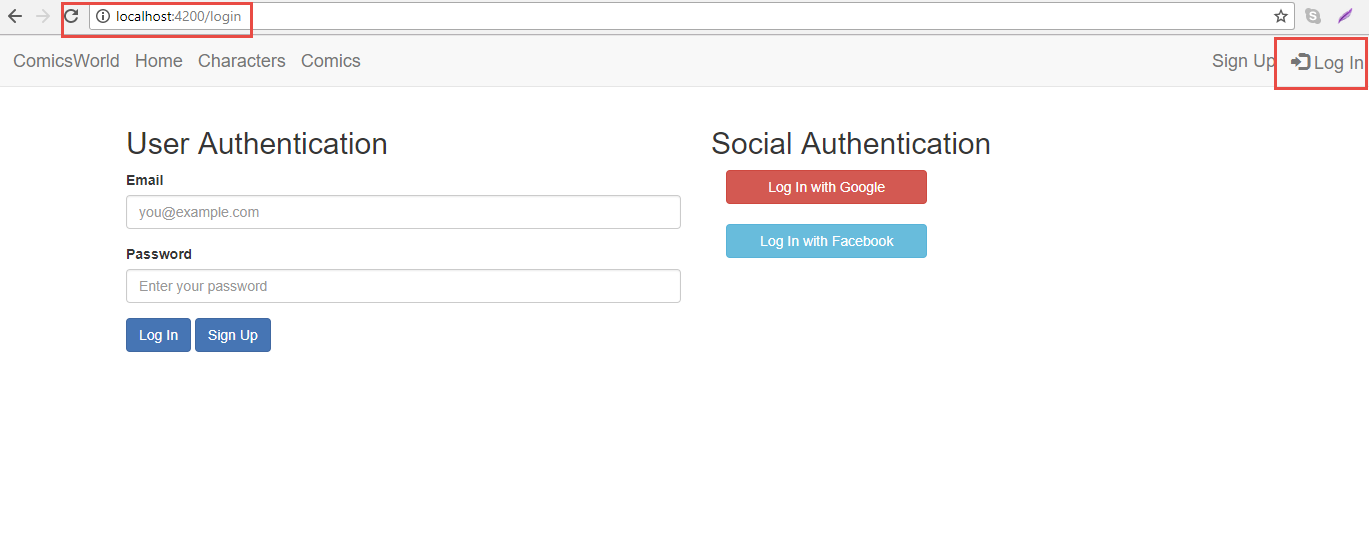 localhost:4200/login
ComicsWorld Home Characters Comics Sign Up Log In
User Authentication
Email
you@example.com
Password
Enter your password
Log In Sign Up
Social Authentication
Log In with Google
Log In with Facebook